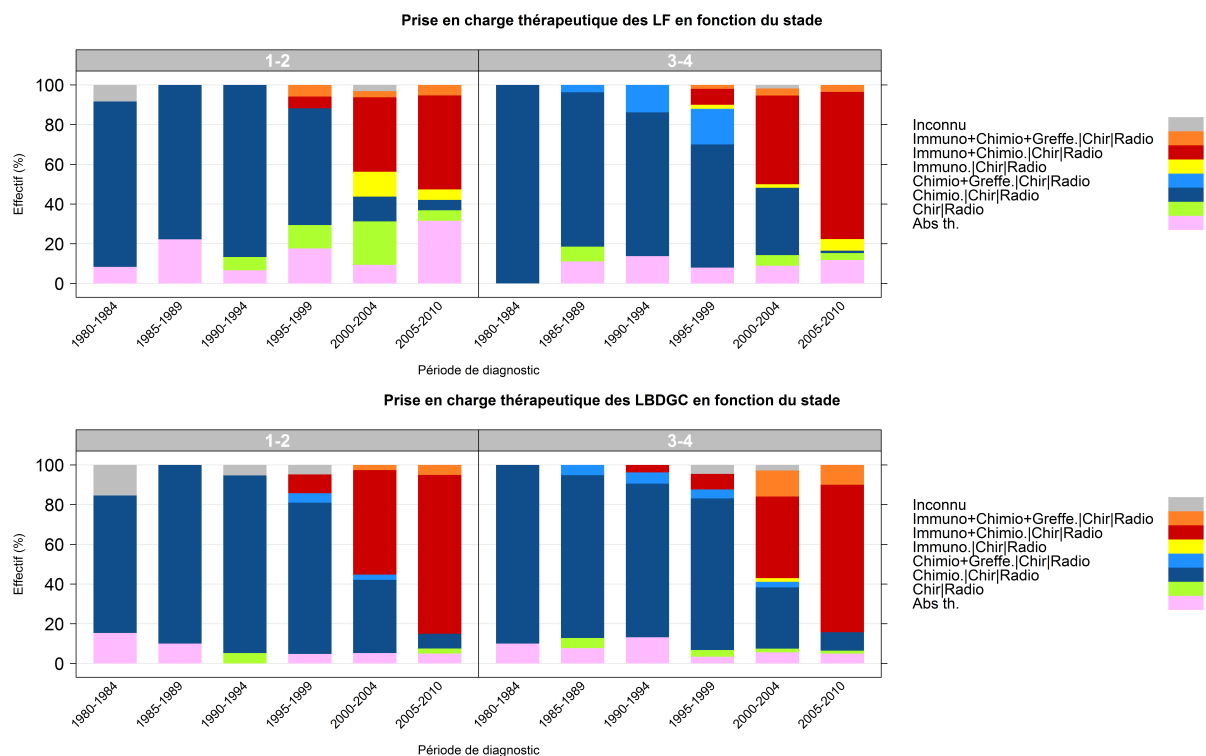 Prise en charge thérapeutique des LF en fonction du stade
1-2
3-4
100
80
60
40
20
0
Effectif (%)
1980-1984
1985-1989
1990-1994
1995-1999
2000-2004
2005-2010
1980-1984
1985-1989
1990-1994
1995-1999
2000-2004
2005-2010
Période de diagnostic
Inconnu
Immuno+Chimio+Greffe.|Chir|Radio
Immuno+Chimio.|Chir|Radio
Immuno.|Chir|Radio
Chimio+Greffe.|Chir|Radio
Chimio.|Chir|Radio
Chir|Radio
Abs th.
Prise en charge thérapeutique des LBDGC en fonction du stade
1-2
3-4
100
80
60
40
20
0
Effectif (%)
1980-1984
1985-1989
1990-1994
1995-1999
2000-2004
2005-2010
1980-1984
1985-1989
1990-1994
1995-1999
2000-2004
2005-2010
Période de diagnostic
Inconnu
Immuno+Chimio+Greffe.|Chir|Radio
Immuno+Chimio.|Chir|Radio
Immuno.|Chir|Radio
Chimio+Greffe.|Chir|Radio
Chimio.|Chir|Radio
Chir|Radio
Abs th.